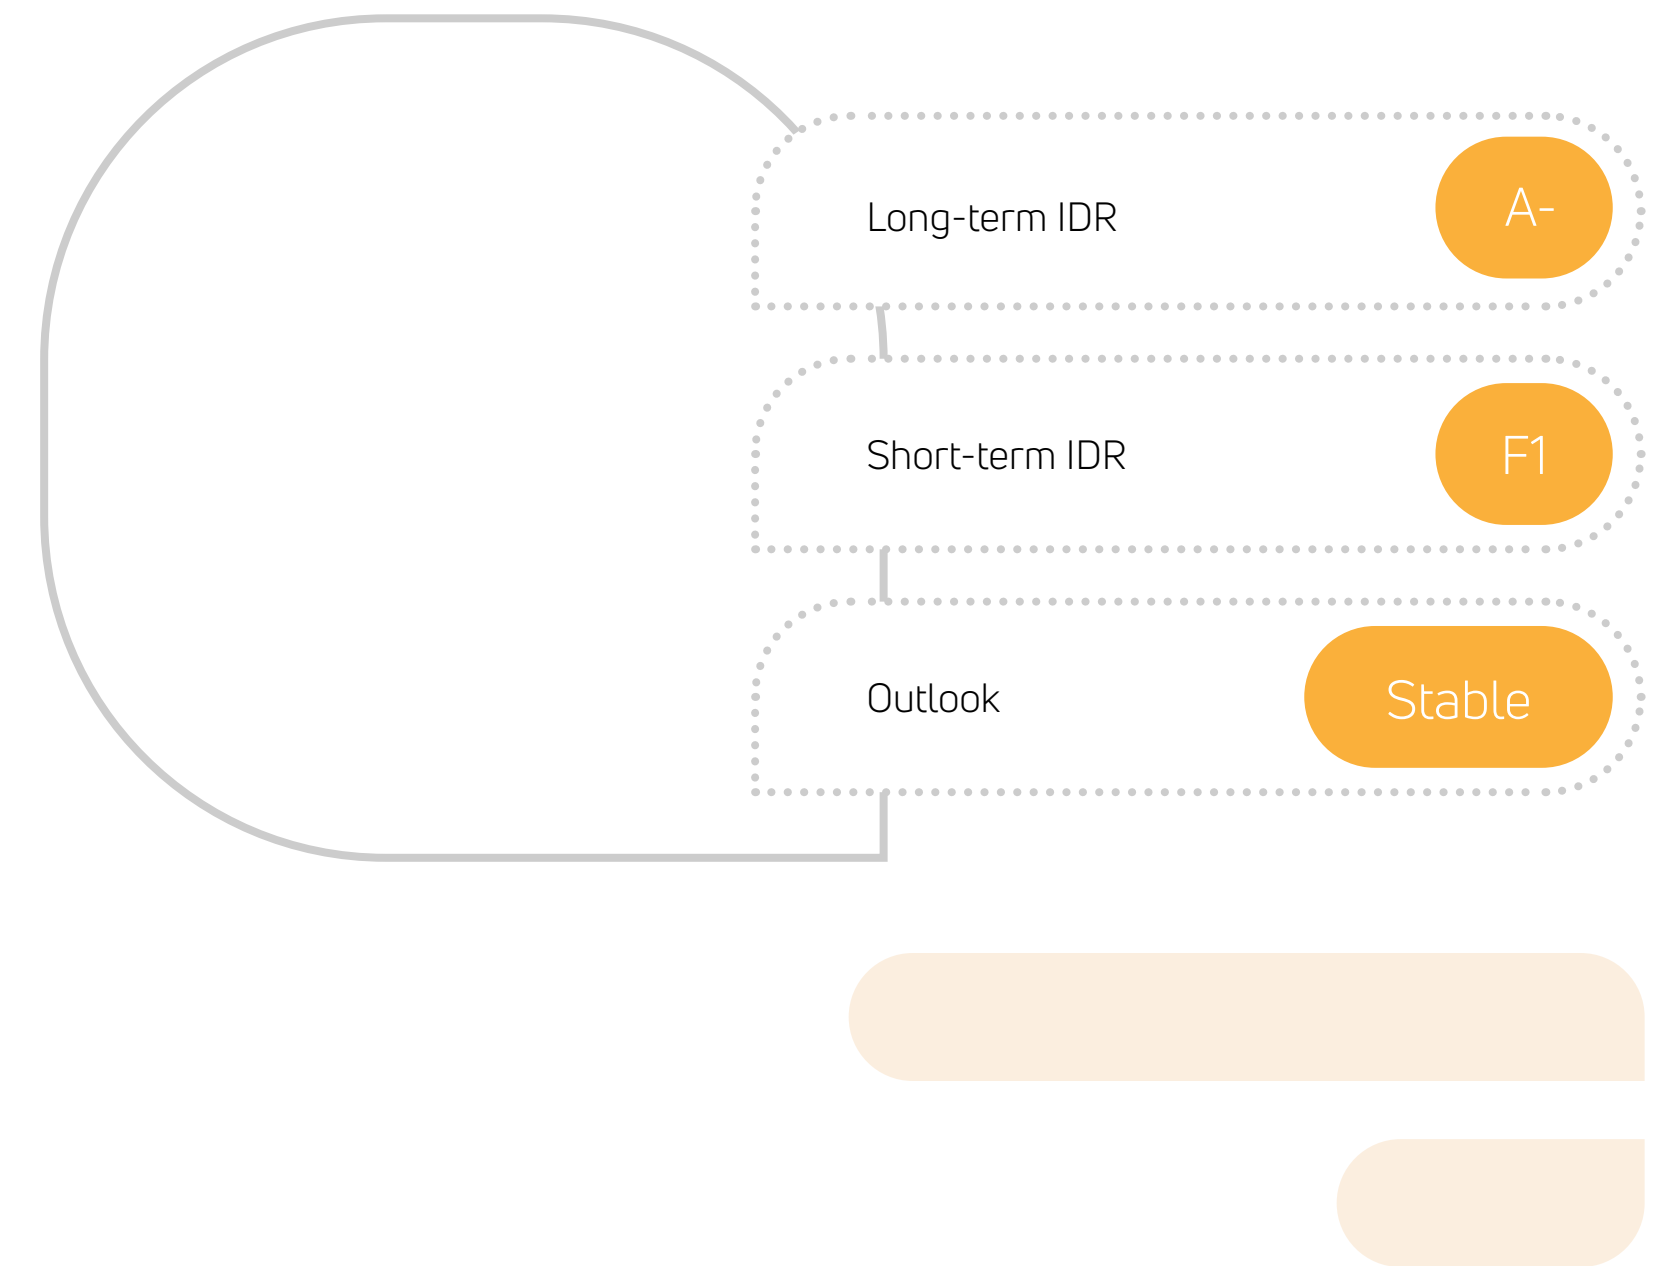 Long-term IDR
A-
Short-term IDR
F1
Outlook
Stable